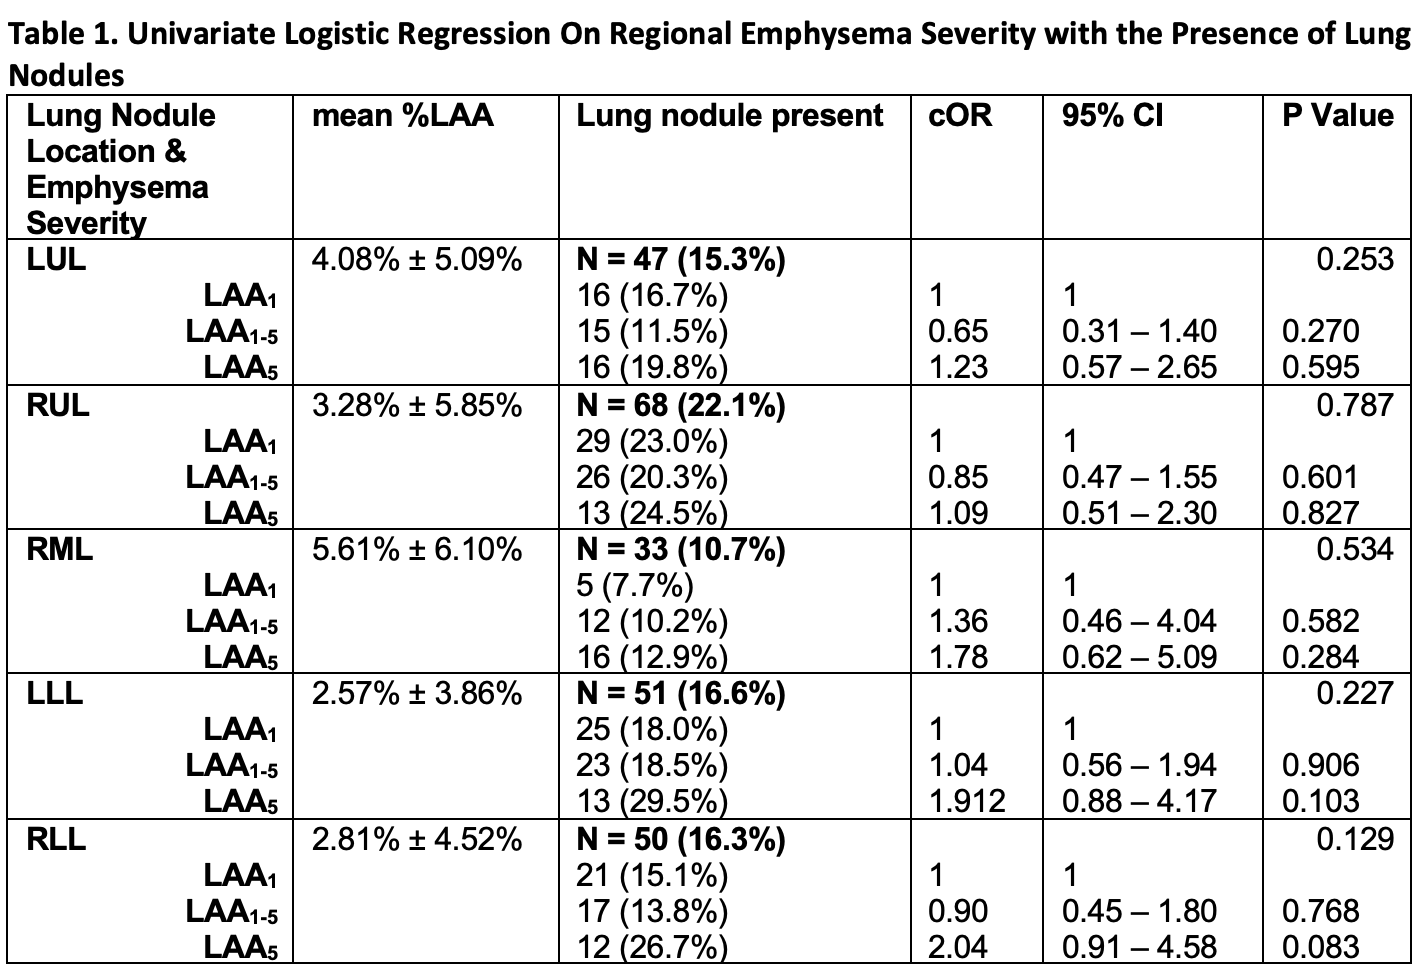 Table 1. Univariate Logistic Regression On Regional Emphysema Severity with the Presence of Lung
Nodules
Lung Nodule Location & Emphysema Severity | mean %LAA | Lung nodule present | cOR | 95% CI | P Value
LUL | 4.08% ± 5.09% | N = 47 (15.3%) | | | 0.253
LAA1 | | 16 (16.7%) | 1 | 1 |
LAA1-5 | | 15 (11.5%) | 0.65 | 0.31 – 1.40 | 0.270
LAA5 | | 16 (19.8%) | 1.23 | 0.57 – 2.65 | 0.595
RUL | 3.28% ± 5.85% | N = 68 (22.1%) | | | 0.787
LAA1 | | 29 (23.0%) | 1 | 1 |
LAA1-5 | | 26 (20.3%) | 0.85 | 0.47 – 1.55 | 0.601
LAA5 | | 13 (24.5%) | 1.09 | 0.51 – 2.30 | 0.827
RML | 5.61% ± 6.10% | N = 33 (10.7%) | | | 0.534
LAA1 | | 5 (7.7%) | 1 | 1 |
LAA1-5 | | 12 (10.2%) | 1.36 | 0.46 – 4.04 | 0.582
LAA5 | | 16 (12.9%) | 1.78 | 0.62 – 5.09 | 0.284
LLL | 2.57% ± 3.86% | N = 51 (16.6%) | | | 0.227
LAA1 | | 25 (18.0%) | 1 | 1 |
LAA1-5 | | 23 (18.5%) | 1.04 | 0.56 – 1.94 | 0.906
LAA5 | | 13 (29.5%) | 1.912 | 0.88 – 4.17 | 0.103
RLL | 2.81% ± 4.52% | N = 50 (16.3%) | | | 0.129
LAA1 | | 21 (15.1%) | 1 | 1 |
LAA1-5 | | 17 (13.8%) | 0.90 | 0.45 – 1.80 | 0.768
LAA5 | | 12 (26.7%) | 2.04 | 0.91 – 4.58 | 0.083